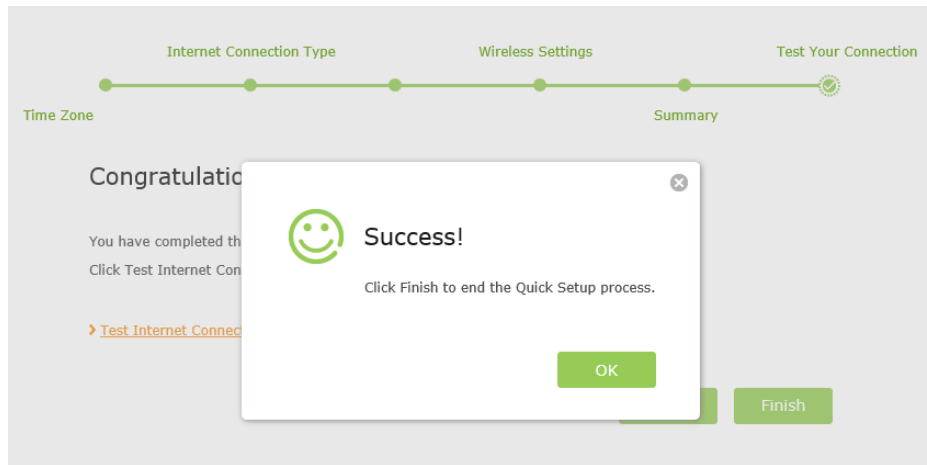 Internet Connection Type
Wireless Settings
Test Your Connection
Time Zone
Summary
Congratulatic
You have completed th
Click Test Internet Con
Test Internet Connect
Success!
Click Finish to end the Quick Setup process.
OK
Finish